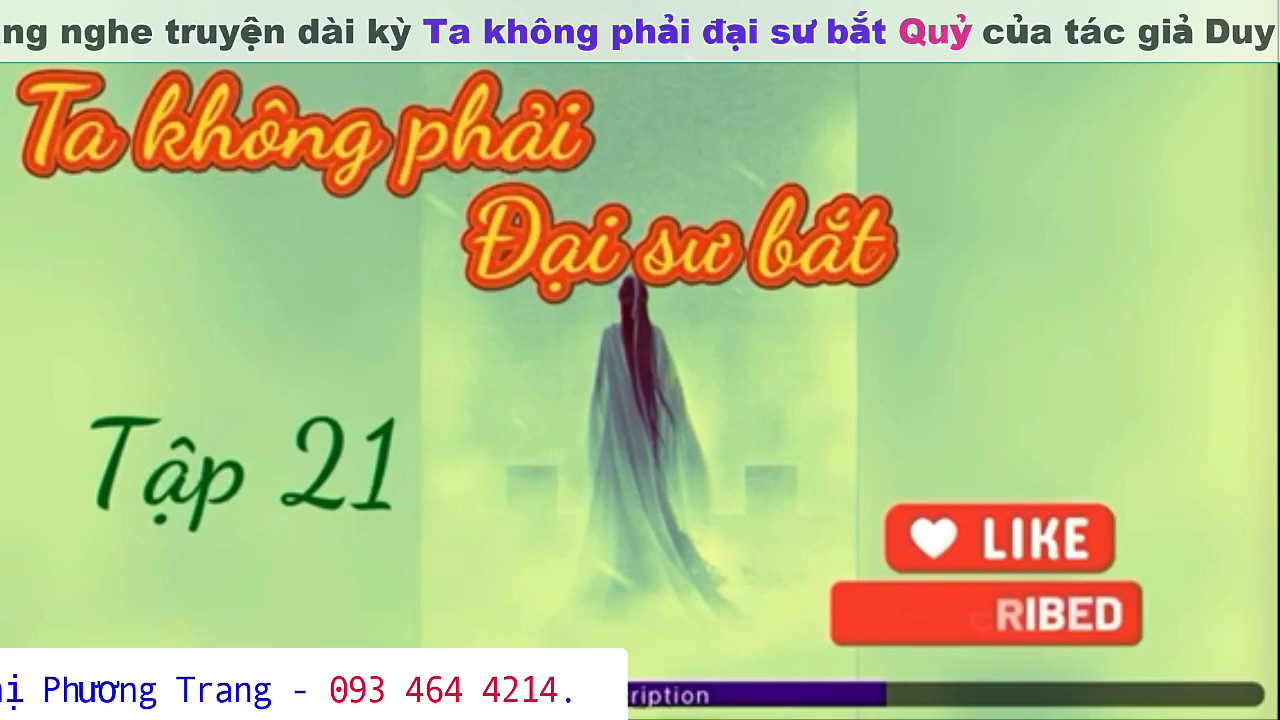 ng nghe truyện dài kỳ Ta không phải đại sư bắt Quỷ của tác giả Duy
Ta không phải
Đại sư bắt
Tập 21
LIKE
RIBED
ị Phương Trang - 093 464 4214.
ription